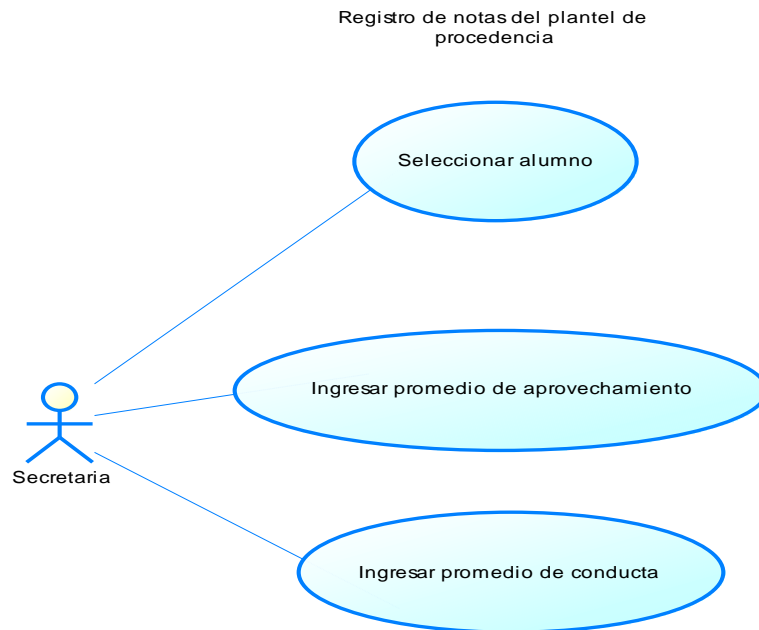 Registro de notas del plantel de
procedencia
Seleccionar alumno
Ingresar promedio de aprovechamiento
Secretaria
Ingresar promedio de conducta